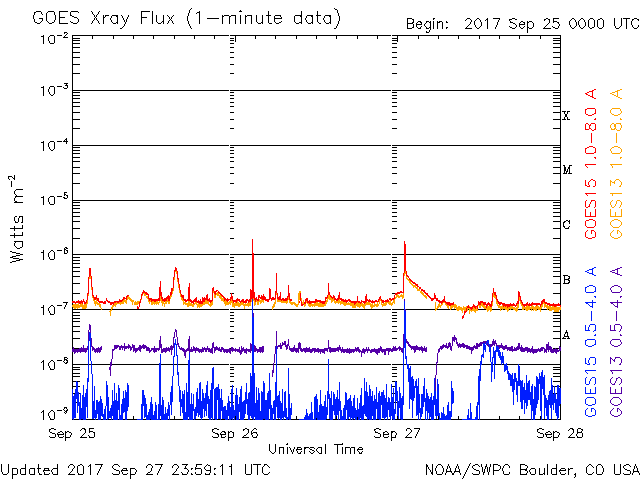 GOES Xray Flux (1-minute data)
Begin: 2017 Sep 25 0000 UTC
10^-2
10^-3
10^-4
10^-5
10^-6
10^-7
10^-8
10^-9
Watts m^-2
X
M
C
B
A
GOES15 1.0-8.0 A
GOES13 1.0-8.0 A
GOES15 0.5-4.0 A
GOES13 0.5-4.0 A
Sep 25
Sep 26
Sep 27
Sep 28
Universal Time
Updated 2017 Sep 27 23:59:11 UTC
NOAA/SWPC Boulder, CO USA